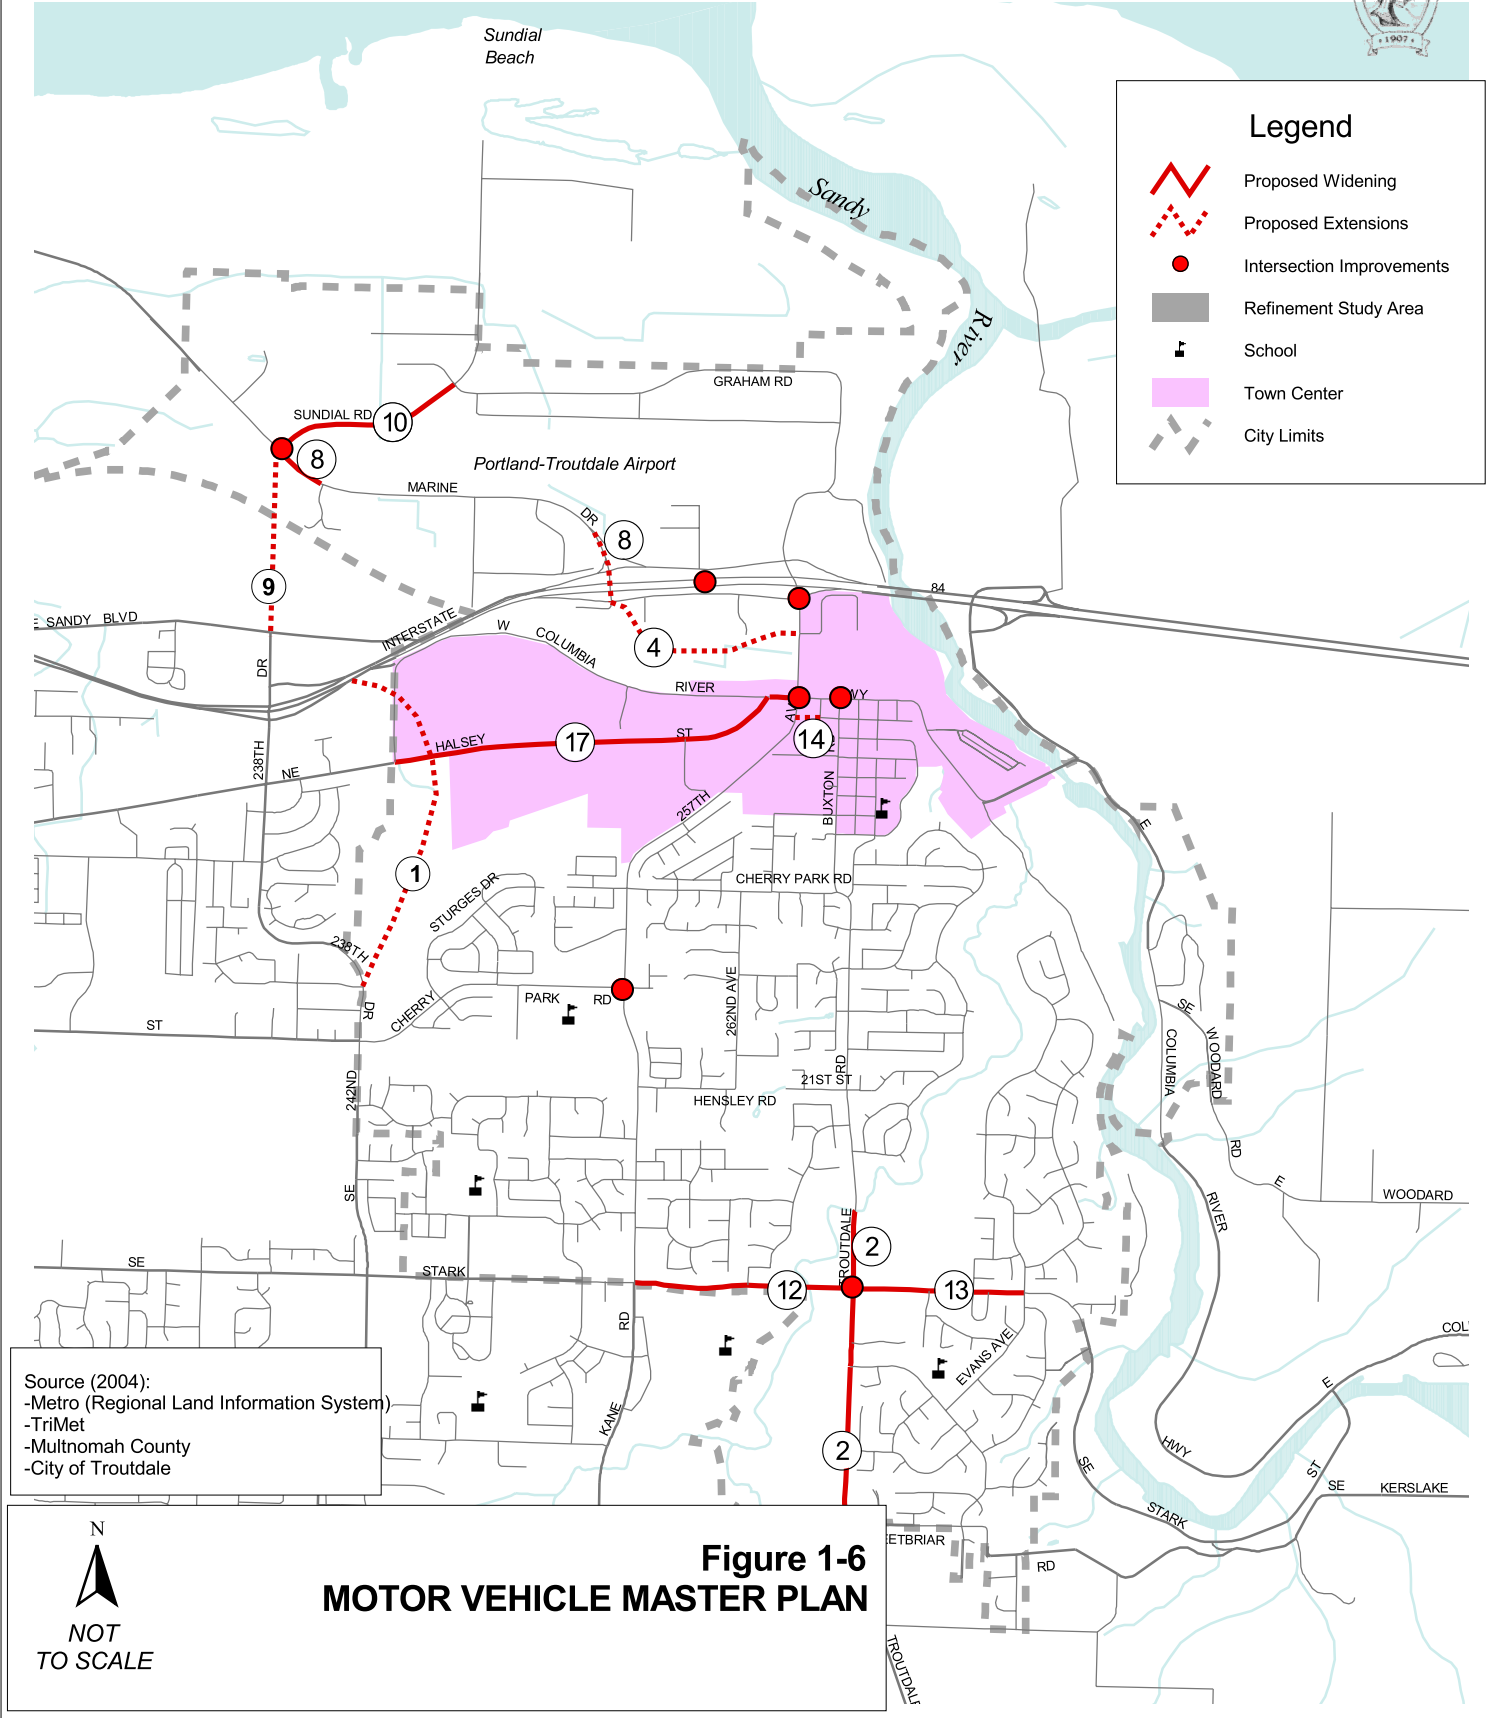 Sundial
Beach
1907
Legend
Proposed Widening
Proposed Extensions
Intersection Improvements
Refinement Study Area
School
Town Center
City Limits
Sandy
River
GRAHAM RD
SUNDIAL RD
10
8
Portland-Troutdale Airport
MARINE
DR
8
9
84
E SANDY BLVD
INTERSTATE
W
COLUMBIA
4
DR
RIVER
WY
AV
14
ST
17
HALSEY
238TH
NE
257TH
BUXTON
E
1
CHERRY PARK RD
STURGES DR
238TH
DR
CHERRY
PARK
RD
262ND AVE
SE
WOODARD
COLUMBIA
ST
RD
21ST ST
HENSLEY RD
242ND
RD
E
WOODARD
SE
RIVER
TROUTDALE
2
SE
STARK
12
13
RD
EVANS AVE
COL
E
Source (2004):
-Metro (Regional Land Information System)
-TriMet
-Multnomah County
-City of Troutdale
KANE
2
HWY
SE
ST
SE
KERSLAKE
STARK
EETBRIAR
RD
N
NOT
TO SCALE
Figure 1-6
MOTOR VEHICLE MASTER PLAN
TROUTDALE